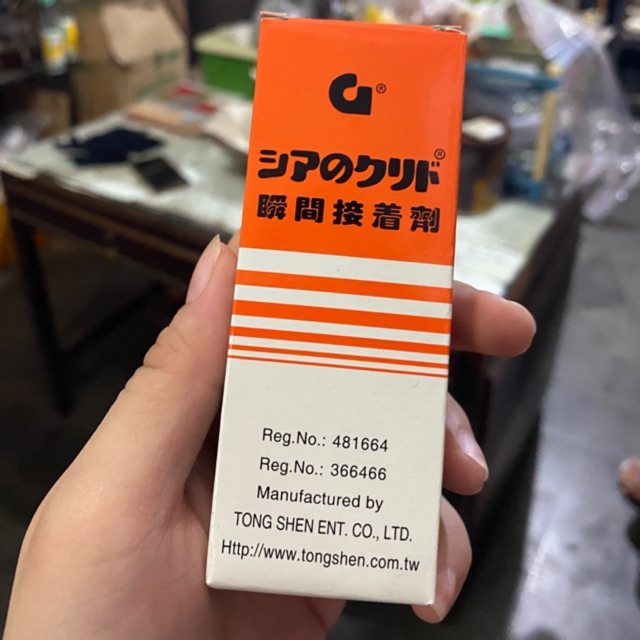 ®
シアのクリド®
瞬間接着劑
Reg.No.: 481664
Reg.No.: 366466
Manufactured by
TONG SHEN ENT. CO., LTD.
Http://www.tongshen.com.tw